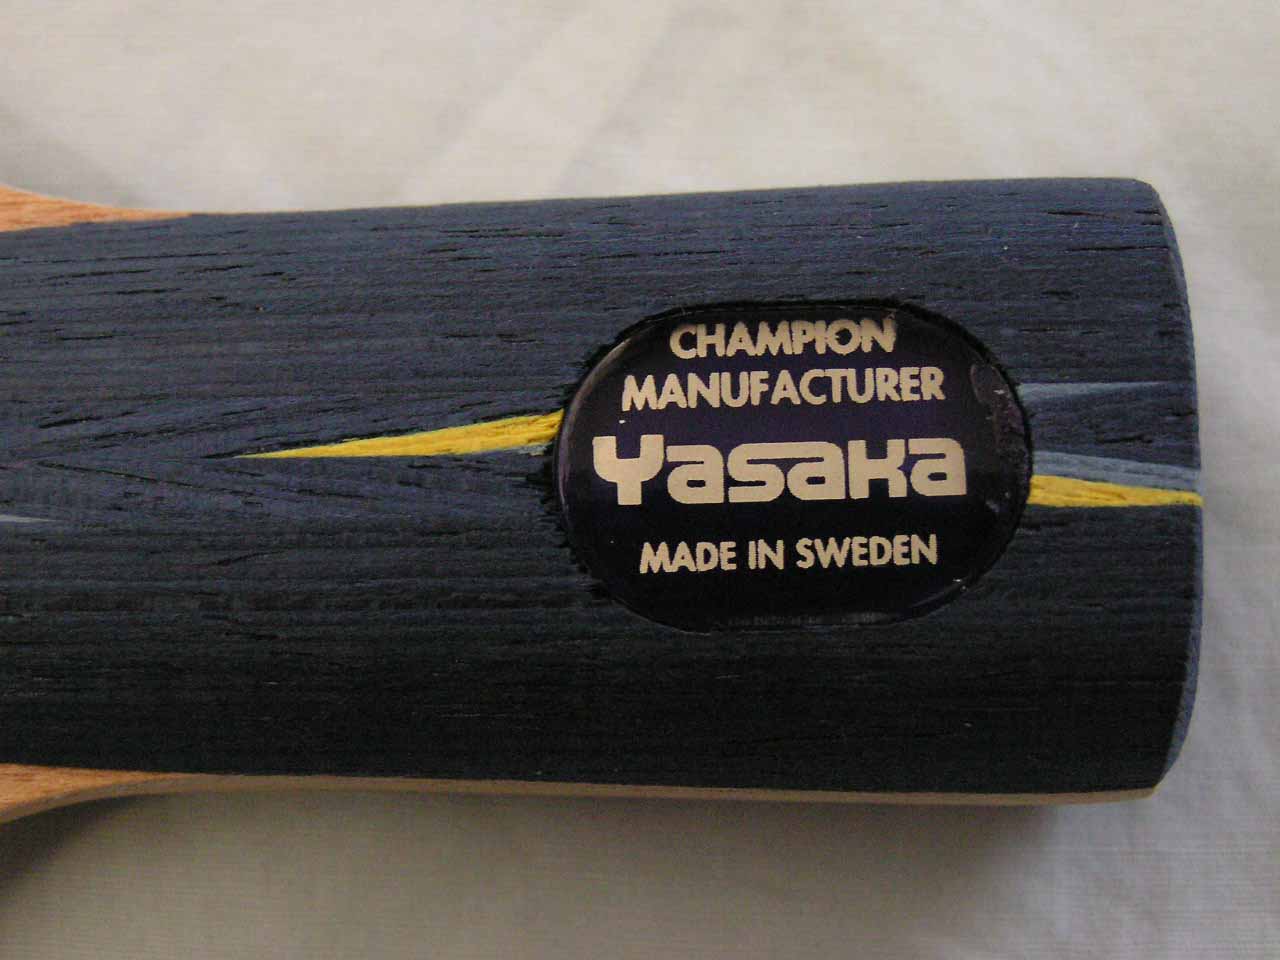 CHAMPION
MANUFACTURER
Yasaka
MADE IN SWEDEN